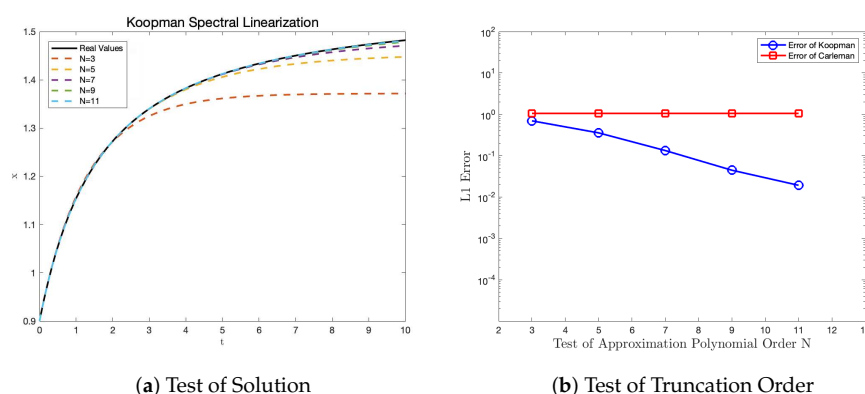 Koopman Spectral Linearization
1.5
1.4
1.3
1.2
1.1
1
0.9
x
Real Values
N=3
N=5
N=7
N=9
N=11
0 1 2 3 4 5 6 7 8 9 10
t
(a) Test of Solution
10^2
10^1
10^0
10^-1
10^-2
10^-3
10^-4
L1 Error
Error of Koopman
Error of Carleman
2 3 4 5 6 7 8 9 10 11 12 1
Test of Approximation Polynomial Order N
(b) Test of Truncation Order